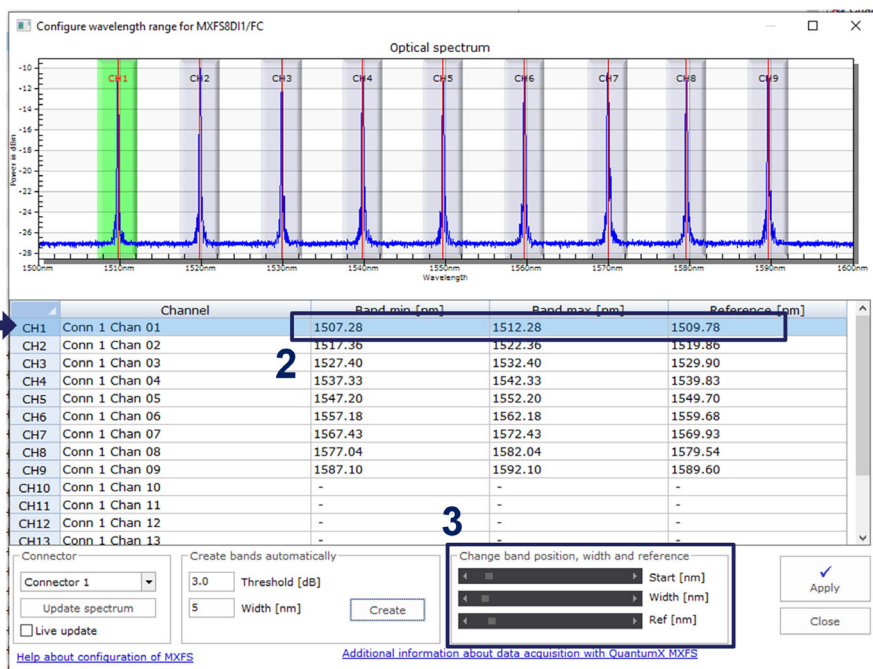 Configure wavelength range for MXFS8DI1/FC
Optical spectrum
CH1 CH2 CH3 CH4 CH5 CH6 CH7 CH8 CH9
-10
-12
-14
-16
-18
-20
-22
-24
-26
-28
Power in dBm
1500nm 1510nm 1520nm 1530nm 1540nm 1550nm 1560nm 1570nm 1580nm 1590nm 1600nm
Wavelength
Channel Band min [nm] Band max [nm] Reference [nm]
CH1 Conn 1 Chan 01 1507.28 1512.28 1509.78
CH2 Conn 1 Chan 02 1517.36 1522.36 1519.86
CH3 Conn 1 Chan 03 1527.40 1532.40 1529.90
CH4 Conn 1 Chan 04 1537.33 1542.33 1539.83
CH5 Conn 1 Chan 05 1547.20 1552.20 1549.70
CH6 Conn 1 Chan 06 1557.18 1562.18 1559.68
CH7 Conn 1 Chan 07 1567.43 1572.43 1569.93
CH8 Conn 1 Chan 08 1577.04 1582.04 1579.54
CH9 Conn 1 Chan 09 1587.10 1592.10 1589.60
CH10 Conn 1 Chan 10 - - -
CH11 Conn 1 Chan 11 - - -
CH12 Conn 1 Chan 12 - - -
CH13 Conn 1 Chan 13 - - -
2
3
Connector
Connector 1
Update spectrum
Live update
Create bands automatically
3.0 Threshold [dB]
5 Width [nm]
Create
Change band position, width and reference
Start [nm]
Width [nm]
Ref [nm]
Apply
Close
Help about configuration of MXFS
Additional information about data acquisition with QuantumX MXFS